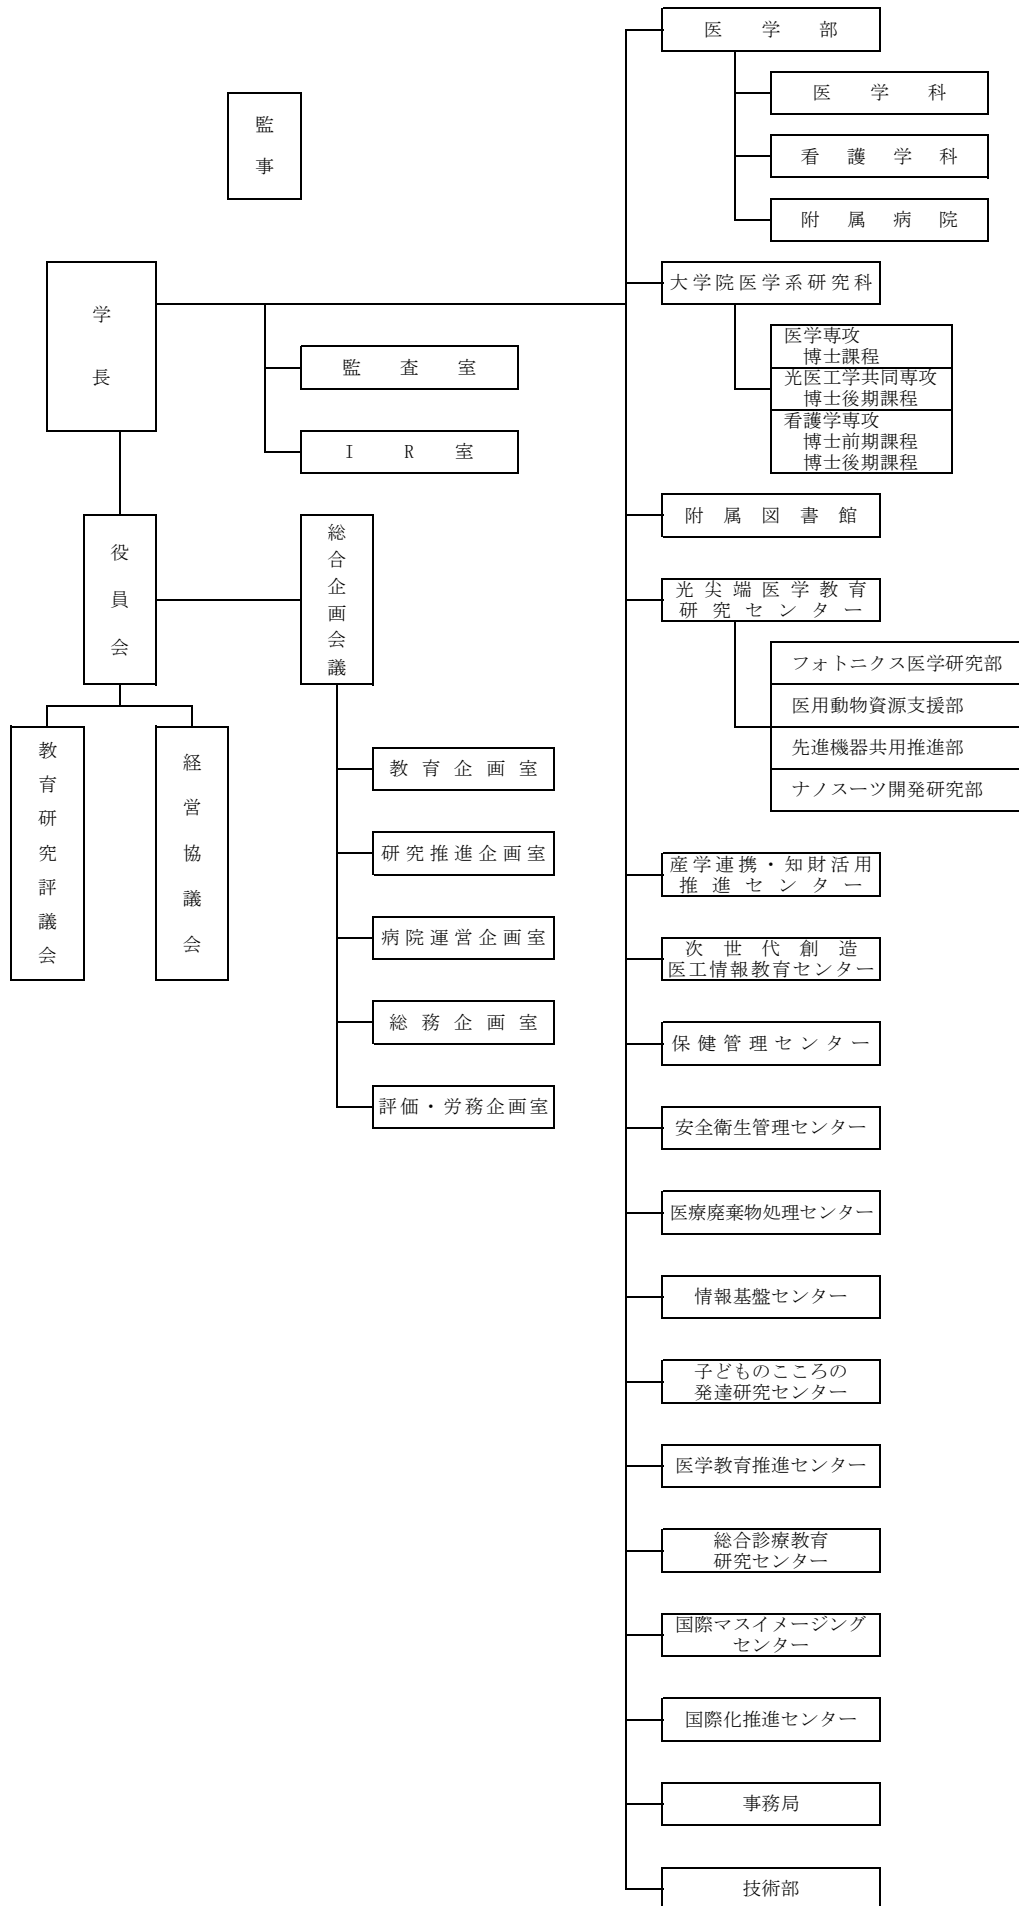 監事
学長
監査室
IR室
役員会
総合企画会議
教育研究評議会
経営協議会
教育企画室
研究推進企画室
病院運営企画室
総務企画室
評価・労務企画室
医学部
医学科
看護学科
附属病院
大学院医学系研究科
医学専攻
博士課程
光医工学共同専攻
博士後期課程
看護学専攻
博士前期課程
博士後期課程
附属図書館
光尖端医学教育
研究センター
フォトニクス医学研究部
医用動物資源支援部
先進機器共用推進部
ナノスーツ開発研究部
産学連携・知財活用
推進センター
次世代創造
医工情報教育センター
保健管理センター
安全衛生管理センター
医療廃棄物処理センター
情報基盤センター
子どものこころの
発達研究センター
医学教育推進センター
総合診療教育
研究センター
国際マスイメージング
センター
国際化推進センター
事務局
技術部